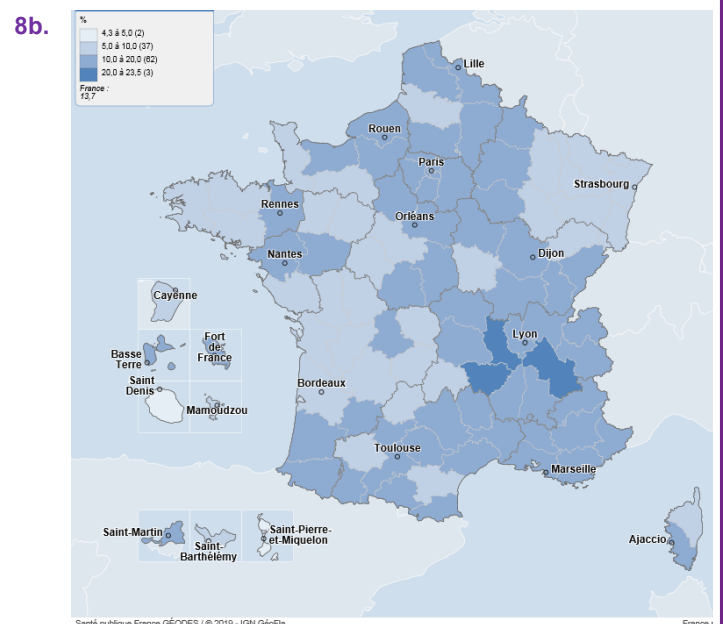 8b.
%
4,3 à 5,0 (2)
5,0 à 10,0 (37)
10,0 à 20,0 (62)
20,0 à 23,5 (3)
France :
13,7
Lille
Rouen
Paris
Strasbourg
Rennes
Orléans
Nantes
Dijon
Cayenne
Lyon
Basse
Terre
Fort
de
France
Saint
Denis
Mamoudzou
Bordeaux
Toulouse
Marseille
Saint-Martin
Saint-
Barthélémy
Saint-Pierre-
et-Miquelon
Ajaccio
Santé publique France GÉODES / © 2019 - IGN GéoFla
France